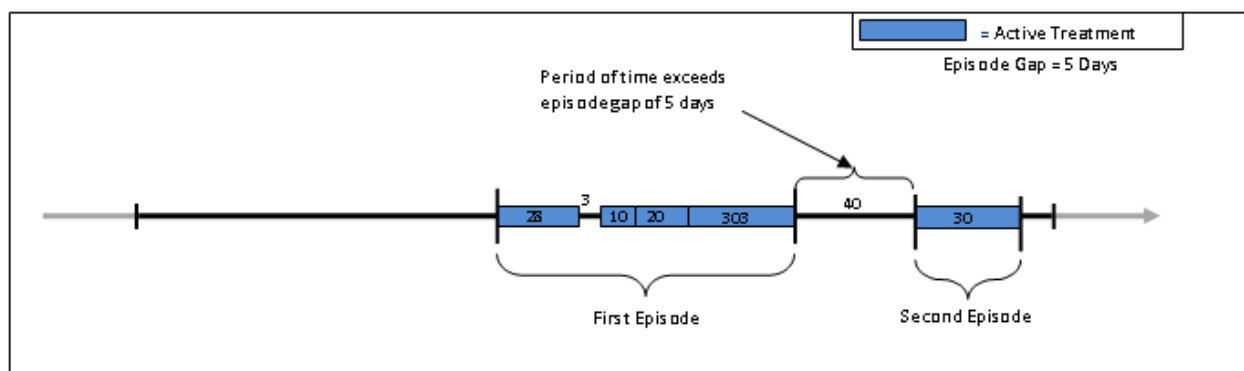 = Active Treatment
Episode Gap = 5 Days
Period of time exceeds
episode gap of 5 days
3
28
10
20
303
40
30
First Episode
Second Episode